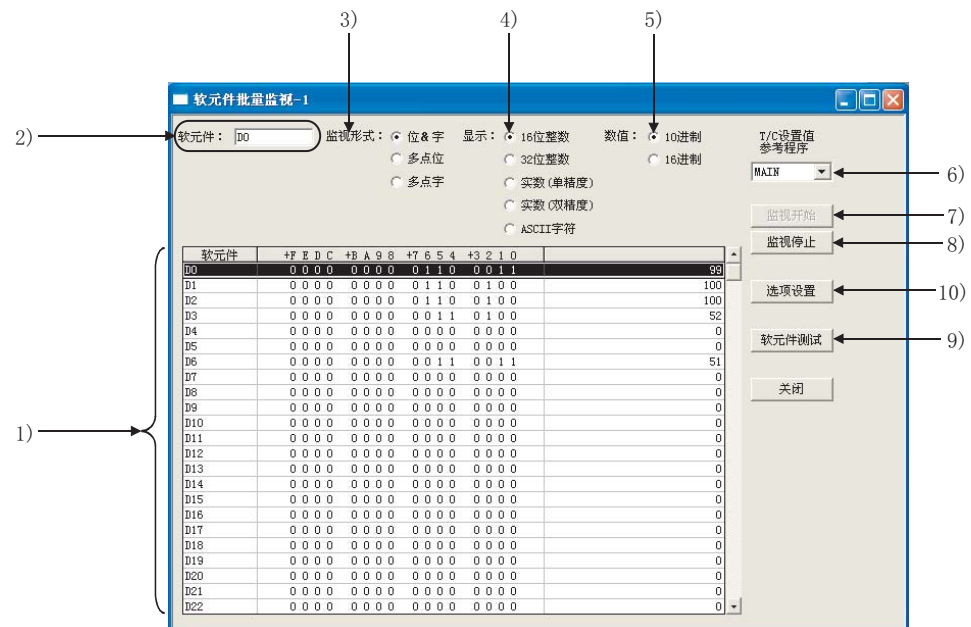 3) 4) 5)
软元件批量监视-1
2) 软元件： D0 监视形式： 位&字 显示： 16位整数 数值： 10进制 T/C设置值
多点位 32位整数 16进制 参考程序
多点字 实数(单精度) MAIN 6)
实数(双精度) 监视开始 7)
ASCII字符 监视停止 8)
软元件 +F E D C +B A 9 8 +7 6 5 4 +3 2 1 0
D0 0 0 0 0 0 0 0 0 0 1 1 0 0 0 1 1 99
D1 0 0 0 0 0 0 0 0 0 1 1 0 0 1 0 0 100
选项设置 10)
D2 0 0 0 0 0 0 0 0 0 1 1 0 0 1 0 0 100
D3 0 0 0 0 0 0 0 0 0 0 1 1 0 1 0 0 52
D4 0 0 0 0 0 0 0 0 0 0 0 0 0 0 0 0 0
软元件测试 9)
D5 0 0 0 0 0 0 0 0 0 0 0 0 0 0 0 0 0
D6 0 0 0 0 0 0 0 0 0 0 1 1 0 0 1 1 51
D7 0 0 0 0 0 0 0 0 0 0 0 0 0 0 0 0 0
关闭
D8 0 0 0 0 0 0 0 0 0 0 0 0 0 0 0 0 0
D9 0 0 0 0 0 0 0 0 0 0 0 0 0 0 0 0 0
D10 0 0 0 0 0 0 0 0 0 0 0 0 0 0 0 0 0
1)
D11 0 0 0 0 0 0 0 0 0 0 0 0 0 0 0 0 0
D12 0 0 0 0 0 0 0 0 0 0 0 0 0 0 0 0 0
D13 0 0 0 0 0 0 0 0 0 0 0 0 0 0 0 0 0
D14 0 0 0 0 0 0 0 0 0 0 0 0 0 0 0 0 0
D15 0 0 0 0 0 0 0 0 0 0 0 0 0 0 0 0 0
D16 0 0 0 0 0 0 0 0 0 0 0 0 0 0 0 0 0
D17 0 0 0 0 0 0 0 0 0 0 0 0 0 0 0 0 0
D18 0 0 0 0 0 0 0 0 0 0 0 0 0 0 0 0 0
D19 0 0 0 0 0 0 0 0 0 0 0 0 0 0 0 0 0
D20 0 0 0 0 0 0 0 0 0 0 0 0 0 0 0 0 0
D21 0 0 0 0 0 0 0 0 0 0 0 0 0 0 0 0 0
D22 0 0 0 0 0 0 0 0 0 0 0 0 0 0 0 0 0